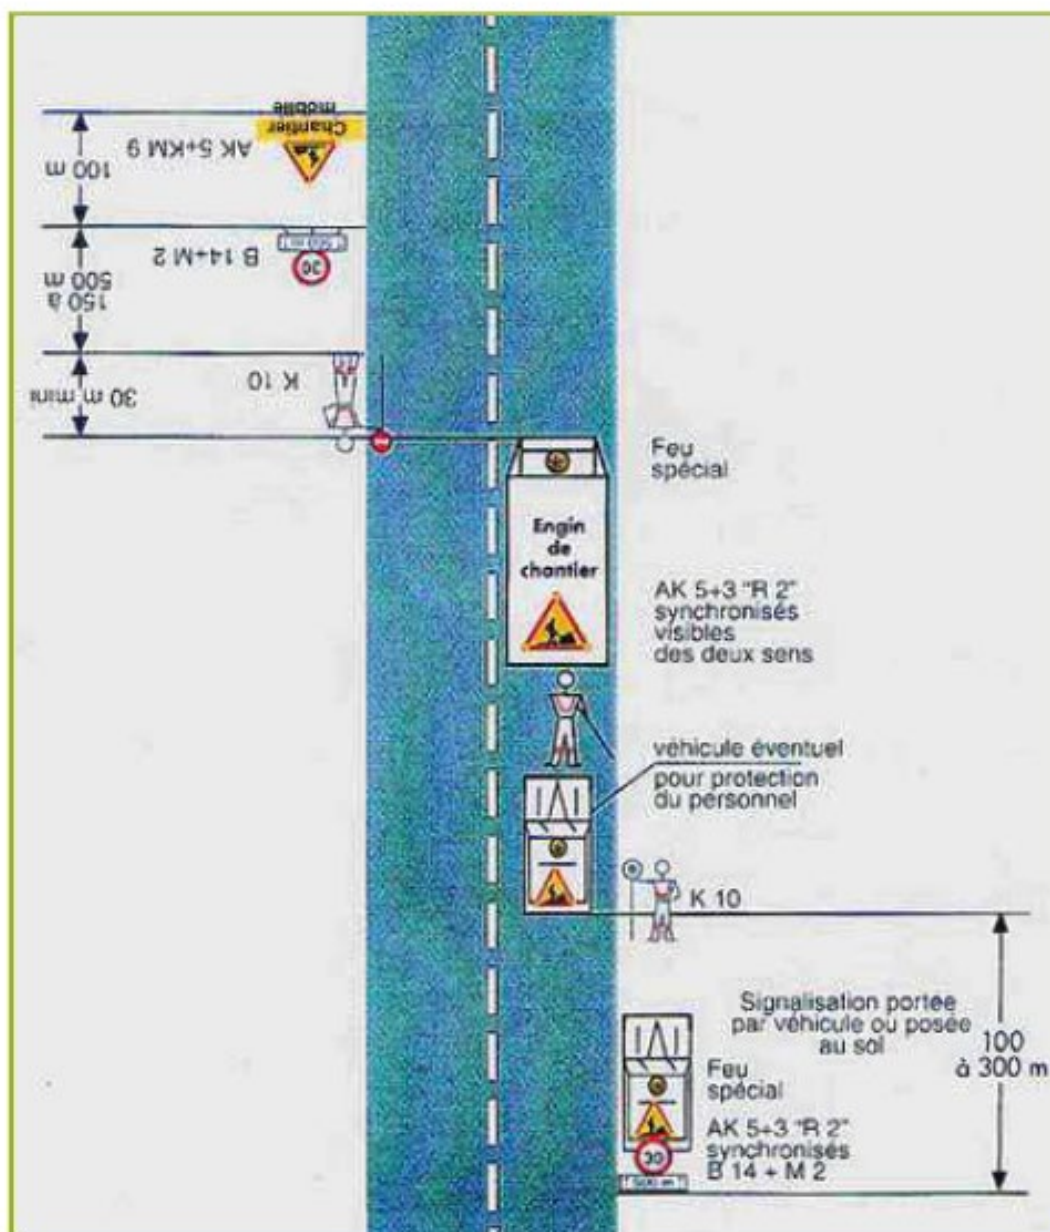 Chantier
mobile
AK 5+KM 9
100 m
B 14+M 2
30
150 à
500 m
K 10
30 m mini
Feu
spécial
Engin
de
chantier
AK 5+3 "R 2"
synchronisés
visibles
des deux sens
véhicule éventuel
pour protection
du personnel
K 10
Signalisation portée
par véhicule ou posée
au sol
100
à 300 m
Feu
spécial
AK 5+3 "R 2"
synchronisés
B 14 + M 2
30